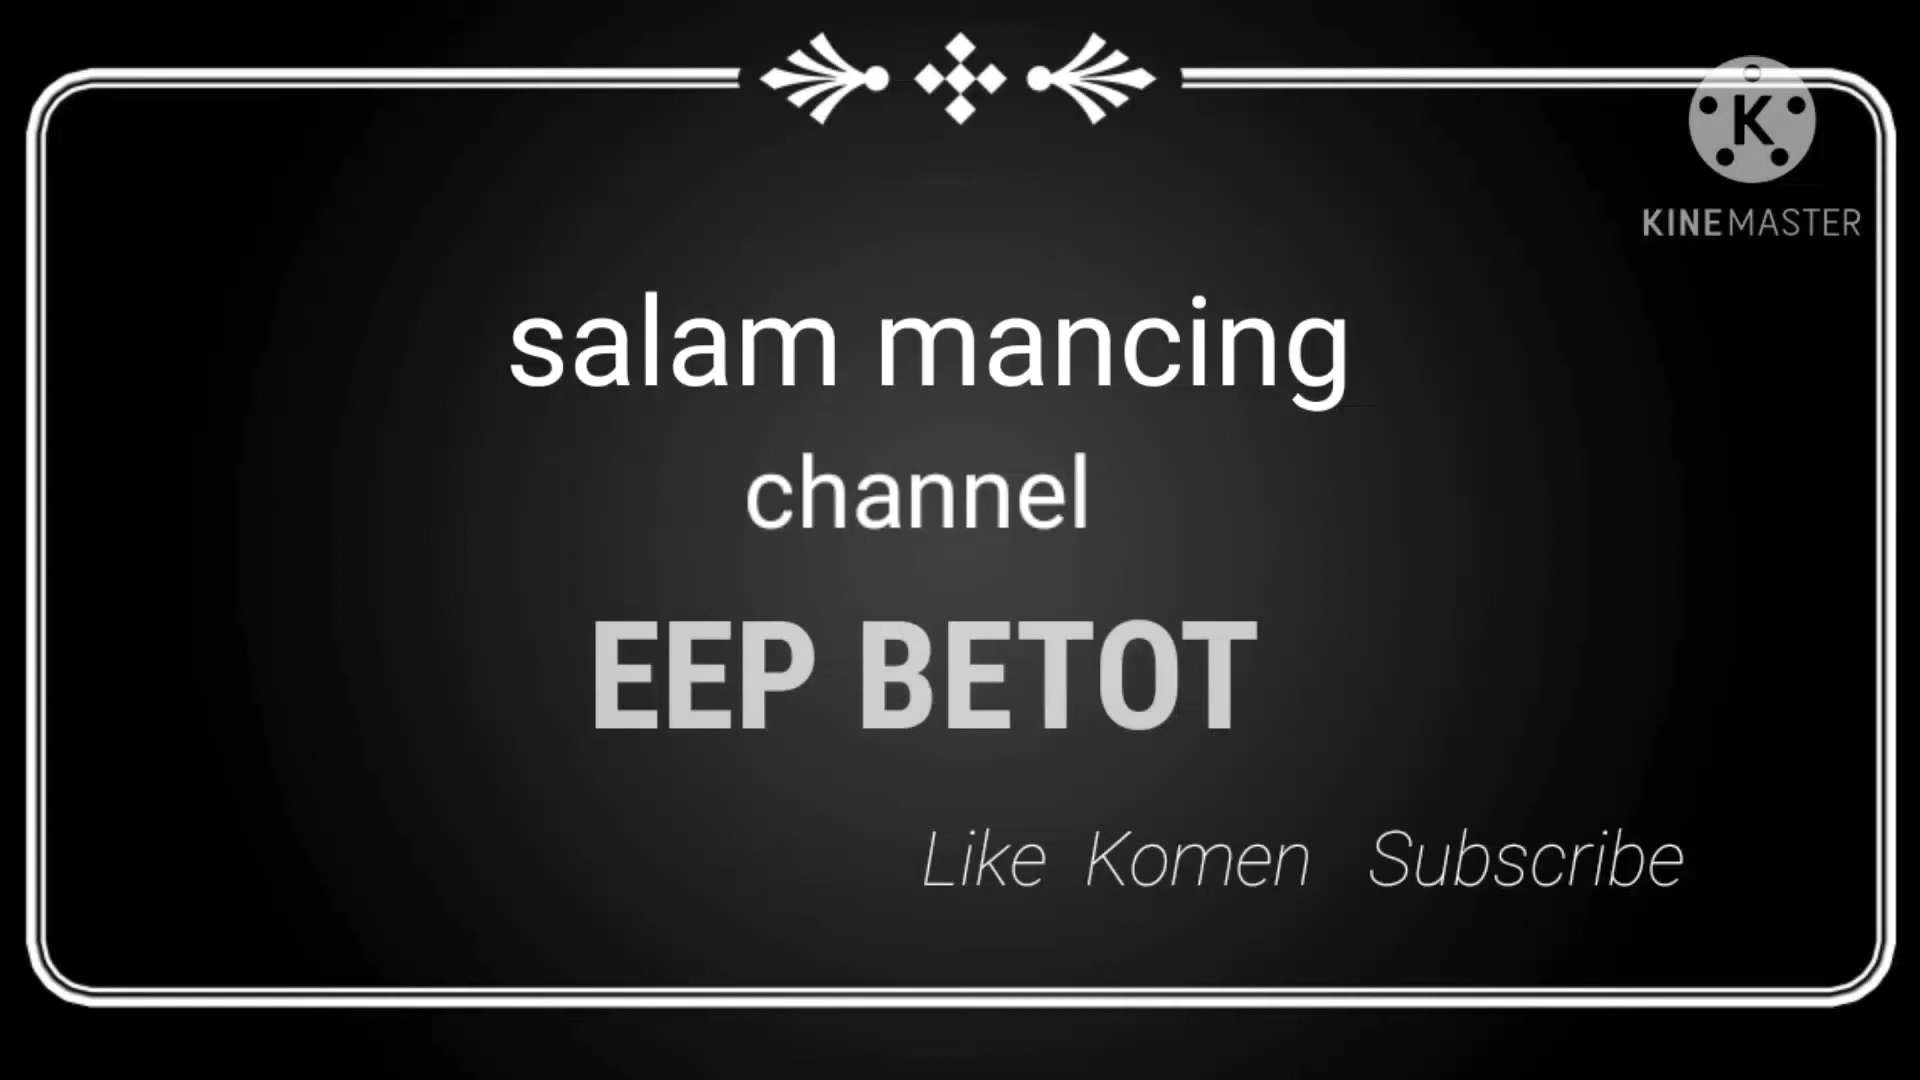 K
KINEMASTER
salam mancing
channel
EEP BETOT
Like Komen Subscribe